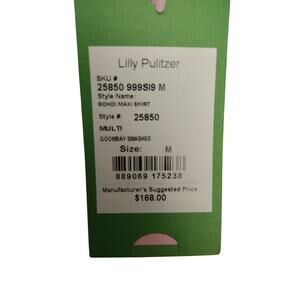 Lilly Pulitzer
SKU #
25850 999SI9 M
Style Name:
BOHDI MAXI SKIRT
Style #: 25850
MULTI
GOOMBAY SMASHED
Size: M
889069 175238
Manufacturer's Suggested Price
$168.00